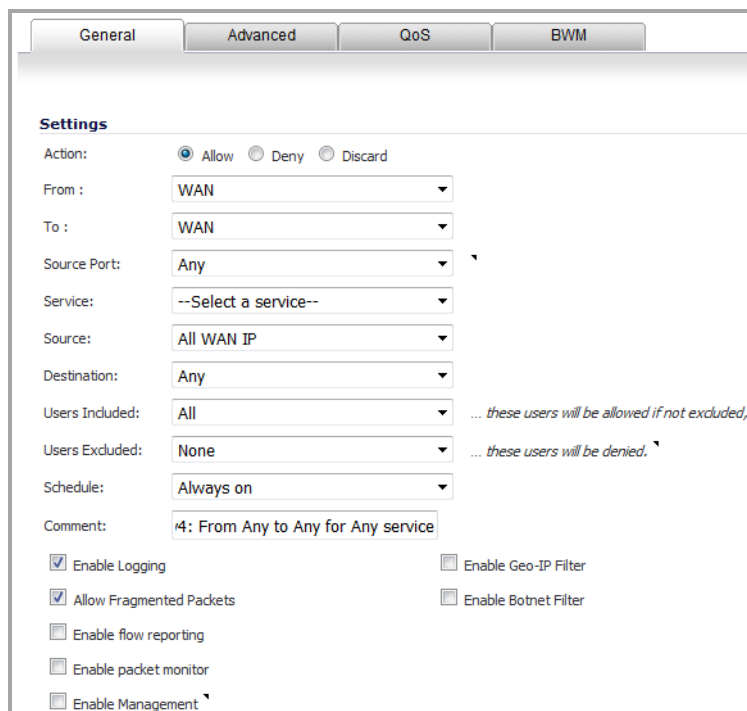 General Advanced QoS BWM
Settings
Action: Allow Deny Discard
From : WAN
To : WAN
Source Port: Any
Service: --Select a service--
Source: All WAN IP
Destination: Any
Users Included: All ... these users will be allowed if not excluded,
Users Excluded: None ... these users will be denied.
Schedule: Always on
Comment: v4: From Any to Any for Any service
Enable Logging Enable Geo-IP Filter
Allow Fragmented Packets Enable Botnet Filter
Enable flow reporting
Enable packet monitor
Enable Management